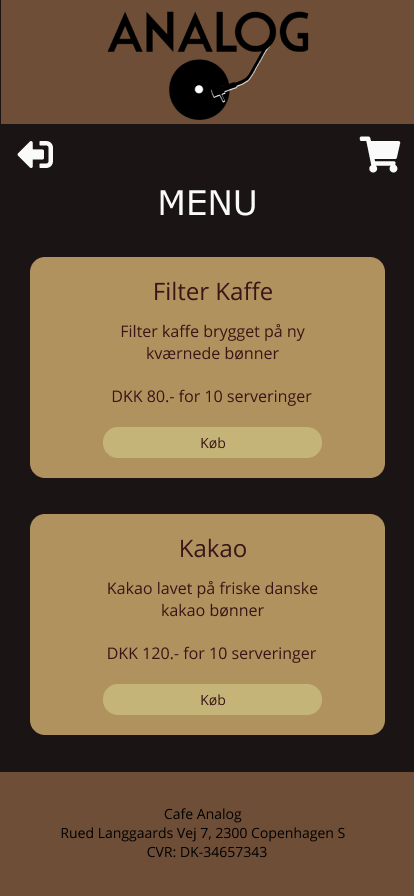 ANALOG
MENU
Filter Kaffe
Filter kaffe brygget på ny
kværnede bønner
DKK 80.- for 10 serveringer
Køb
Kakao
Kakao lavet på friske danske
kakao bønner
DKK 120.- for 10 serveringer
Køb
Cafe Analog
Rued Langgaards Vej 7, 2300 Copenhagen S
CVR: DK-34657343